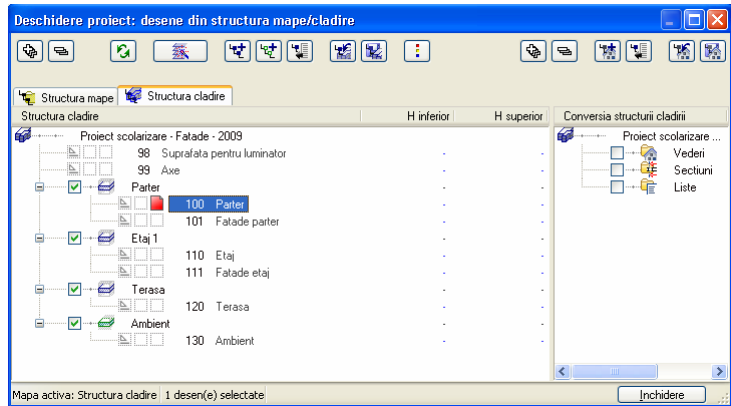 Deschidere proiect: desene din structura mape/cladire
Structura mape Structura cladire
Structura cladire H inferior H superior Conversia structurii cladirii
Proiect scolarizare - Fatade - 2009 Proiect scolarizare ...
98 Suprafata pentru luminator - - Vederi
99 Axe - - Sectiuni
Parter - - Liste
100 Parter - -
101 Fatade parter - -
Etaj 1 - -
110 Etaj - -
111 Fatade etaj - -
Terasa - -
120 Terasa - -
Ambient - -
130 Ambient - -
Mapa activa: Structura cladire 1 desen(e) selectate Inchidere